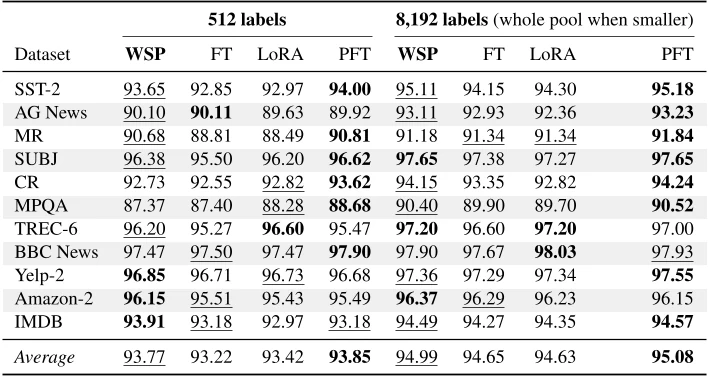 512 labels 8,192 labels (whole pool when smaller)
Dataset WSP FT LoRA PFT WSP FT LoRA PFT
SST-2 93.65 92.85 92.97 94.00 95.11 94.15 94.30 95.18
AG News 90.10 90.11 89.63 89.92 93.11 92.93 92.36 93.23
MR 90.68 88.81 88.49 90.81 91.18 91.34 91.34 91.84
SUBJ 96.38 95.50 96.20 96.62 97.65 97.38 97.27 97.65
CR 92.73 92.55 92.82 93.62 94.15 93.35 92.82 94.24
MPQA 87.37 87.40 88.28 88.68 90.40 89.90 89.70 90.52
TREC-6 96.20 95.27 96.60 95.47 97.20 96.60 97.20 97.00
BBC News 97.47 97.50 97.47 97.90 97.90 97.67 98.03 97.93
Yelp-2 96.85 96.71 96.73 96.68 97.36 97.29 97.34 97.55
Amazon-2 96.15 95.51 95.43 95.49 96.37 96.29 96.23 96.15
IMDB 93.91 93.18 92.97 93.18 94.49 94.27 94.35 94.57
Average 93.77 93.22 93.42 93.85 94.99 94.65 94.63 95.08